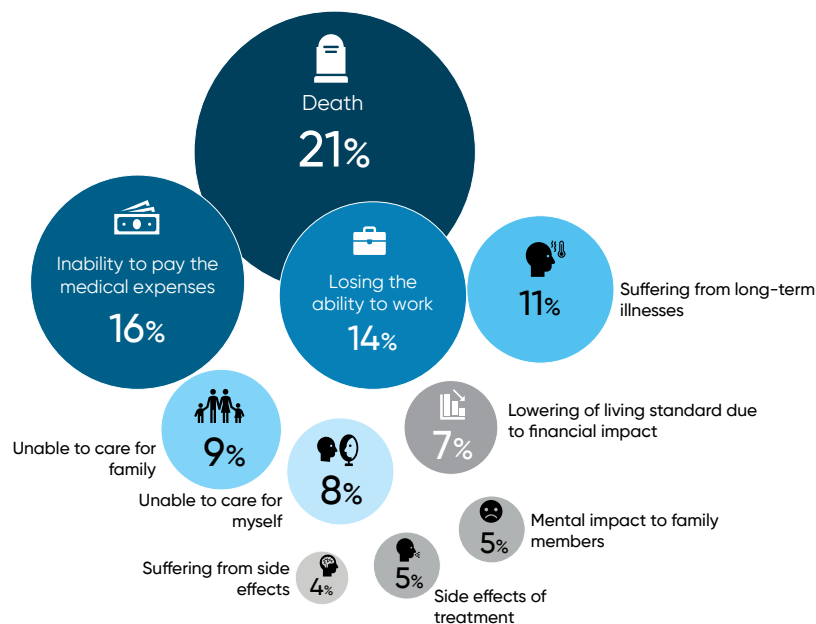 Death
21%
Inability to pay the
medical expenses
16%
Losing the
ability to work
14%
11%
Suffering from long-term
illnesses
Unable to care for
family
9%
Lowering of living standard due
to financial impact
7%
Unable to care for
myself
8%
Mental impact to family
members
5%
Suffering from side
effects
4%
5%
Side effects of
treatment